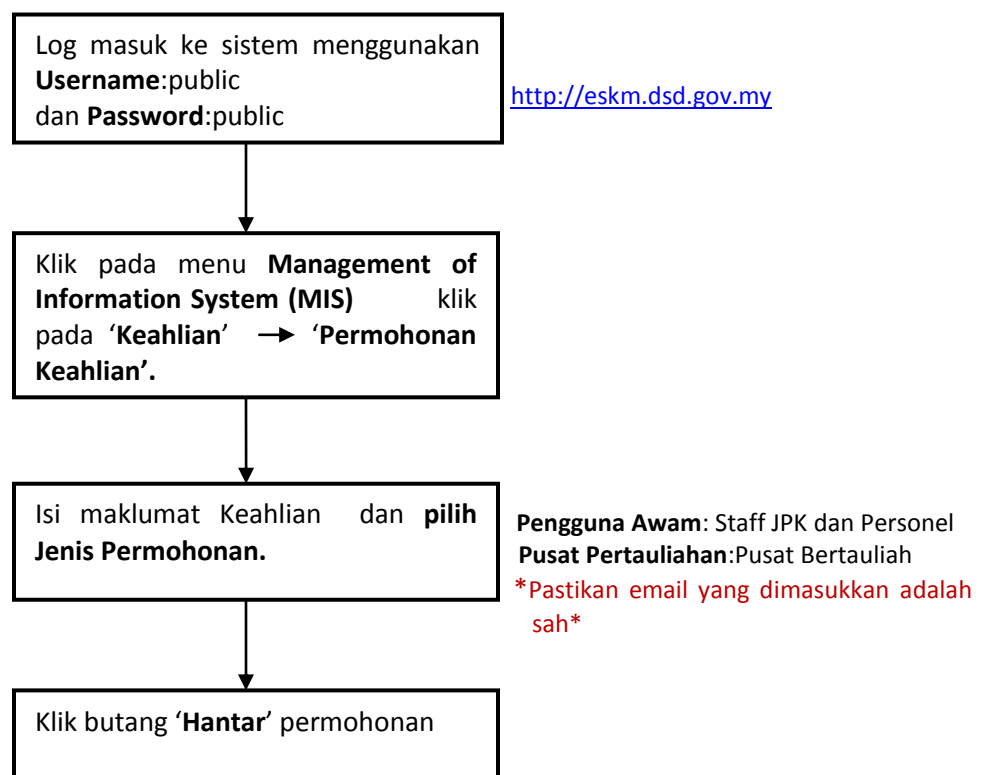 Log masuk ke sistem menggunakan
Username:public
dan Password:public
http://eskm.dsd.gov.my
Klik pada menu Management of
Information System (MIS) klik
pada ‘Keahlian’ → ‘Permohonan
Keahlian’.
Isi maklumat Keahlian dan pilih
Jenis Permohonan.
Pengguna Awam: Staff JPK dan Personel
Pusat Pertauliahan:Pusat Bertauliah
*Pastikan email yang dimasukkan adalah
sah*
Klik butang ‘Hantar’ permohonan